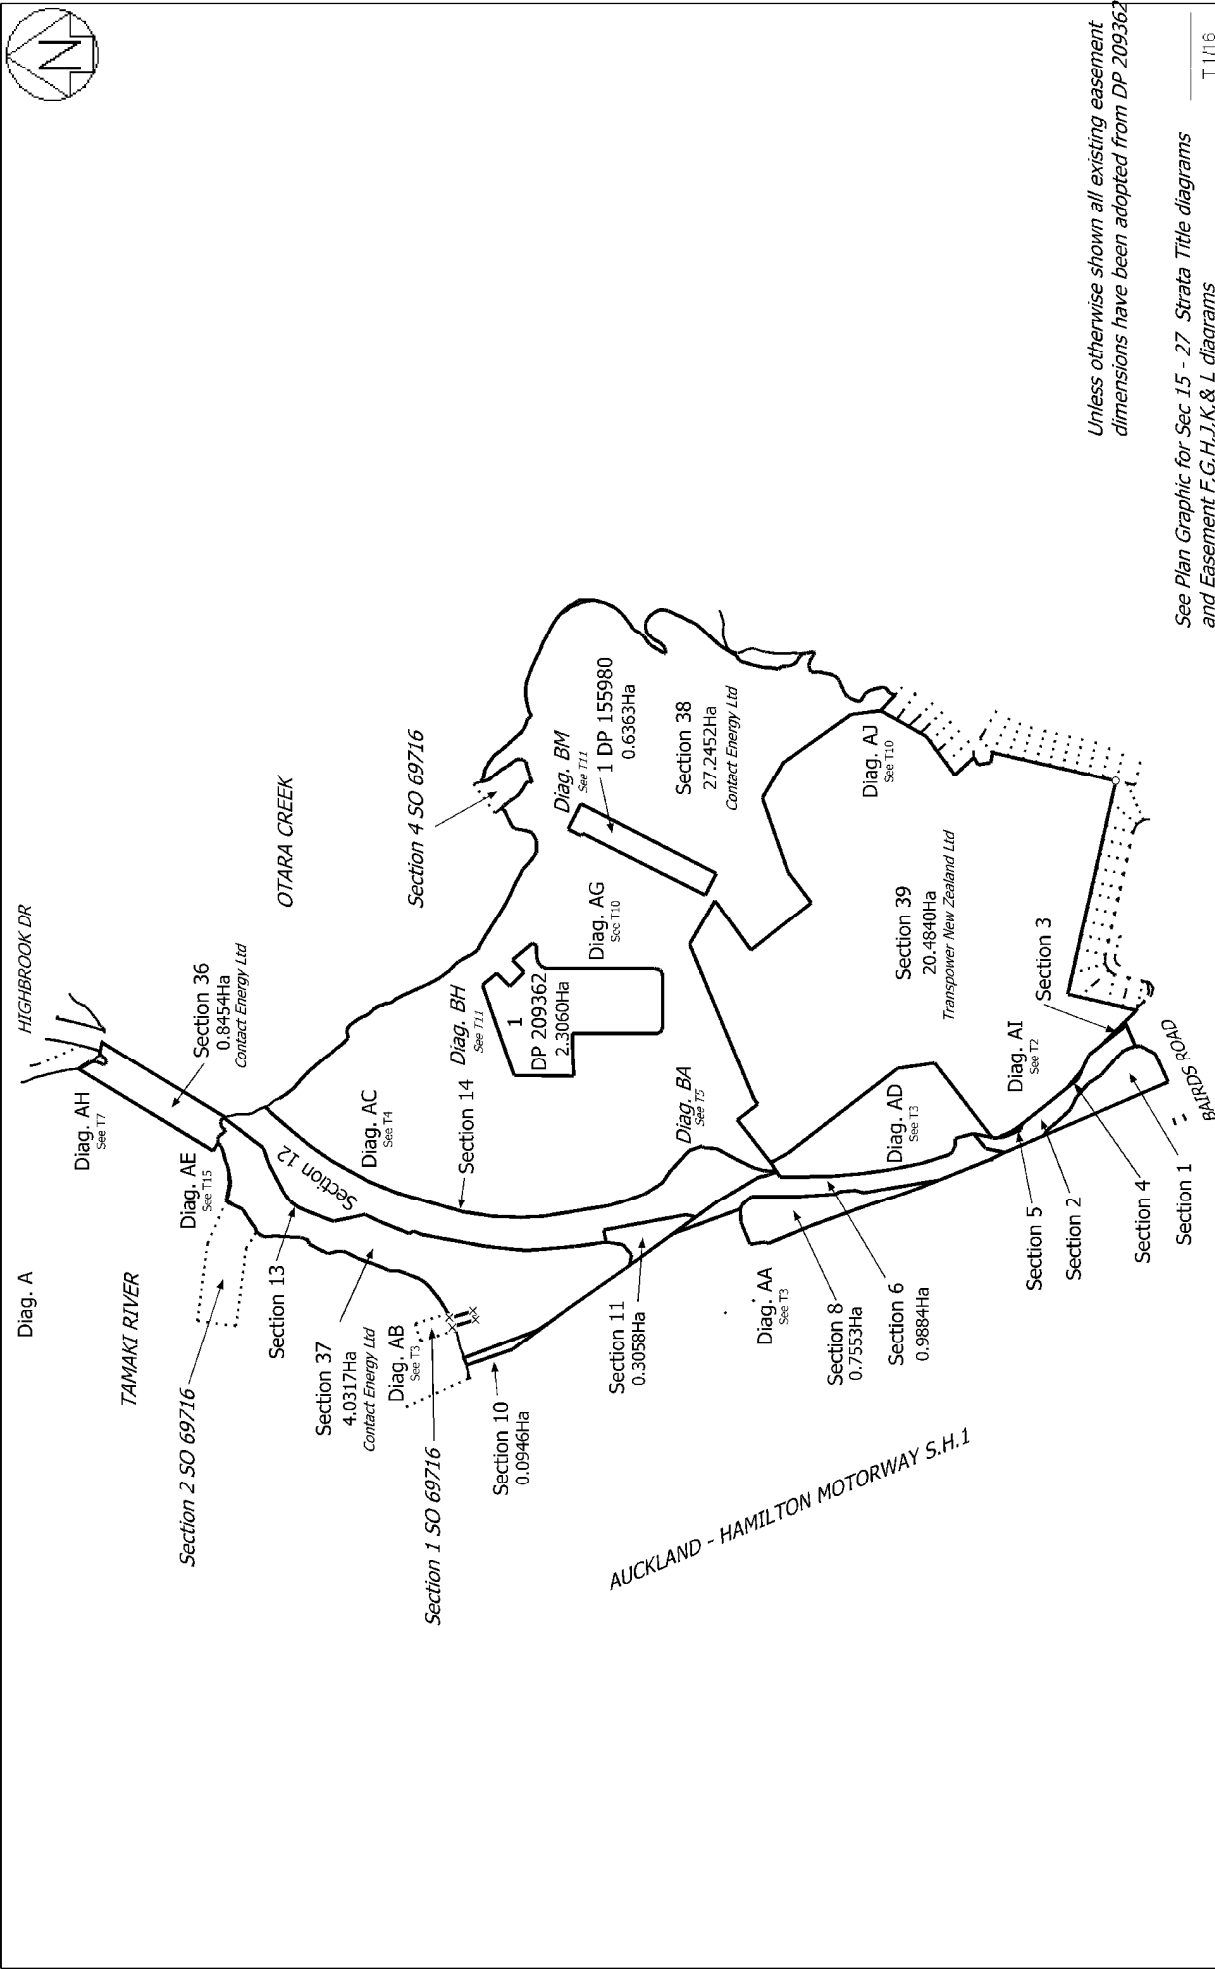 N
HIGHBROOK DR
Diag. A
Diag. AH
See T7
Section 36
0.8454Ha
Contact Energy Ltd
TAMAKI RIVER
Diag. AE
See T15
OTARA CREEK
Section 2 SO 69716
Section 13
Section 12
Section 37
4.0317Ha
Contact Energy Ltd
Diag. AC
See T4
Diag. AB
See T3
Section 1 SO 69716
Section 4 SO 69716
Section 14
Diag. BH
See T11
Section 10
0.0946Ha
1
DP 209362
2.3060Ha
Diag. BM
See T11
1 DP 155980
0.6363Ha
Diag. AG
See T10
Section 11
0.3058Ha
Section 38
27.2452Ha
Contact Energy Ltd
Diag. BA
See T5
Diag. AA
See T3
Section 8
0.7553Ha
Section 6
0.9884Ha
Diag. AD
See T3
Diag. AJ
See T10
Section 39
20.4840Ha
Transpower New Zealand Ltd
AUCKLAND - HAMILTON MOTORWAY S.H.1
Diag. AI
See T2
Section 3
Section 5
Section 2
Section 4
Section 1
BAIRDS ROAD
Unless otherwise shown all existing easement
dimensions have been adopted from DP 209362
See Plan Graphic for Sec 15 - 27 Strata Title diagrams
and Easement F,G,H,J,K,& L diagrams
T 1/16